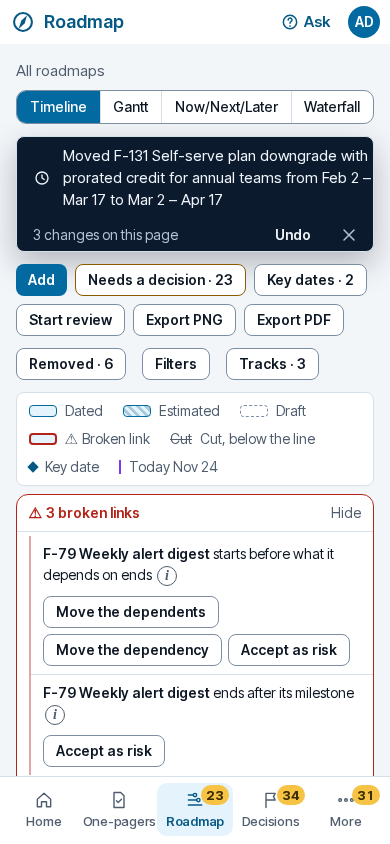 Roadmap
Ask
AD
All roadmaps
Timeline Gantt Now/Next/Later Waterfall
Moved F-131 Self-serve plan downgrade with
prorated credit for annual teams from Feb 2 –
Mar 17 to Mar 2 – Apr 17
3 changes on this page Undo
Add Needs a decision · 23 Key dates · 2
Start review Export PNG Export PDF
Removed · 6 Filters Tracks · 3
Dated Estimated Draft
⚠ Broken link Cut Cut, below the line
Key date Today Nov 24
⚠ 3 broken links Hide
F-79 Weekly alert digest starts before what it
depends on ends i
Move the dependents
Move the dependency Accept as risk
F-79 Weekly alert digest ends after its milestone
i
Accept as risk
23 34 31
Home One-pagers Roadmap Decisions More